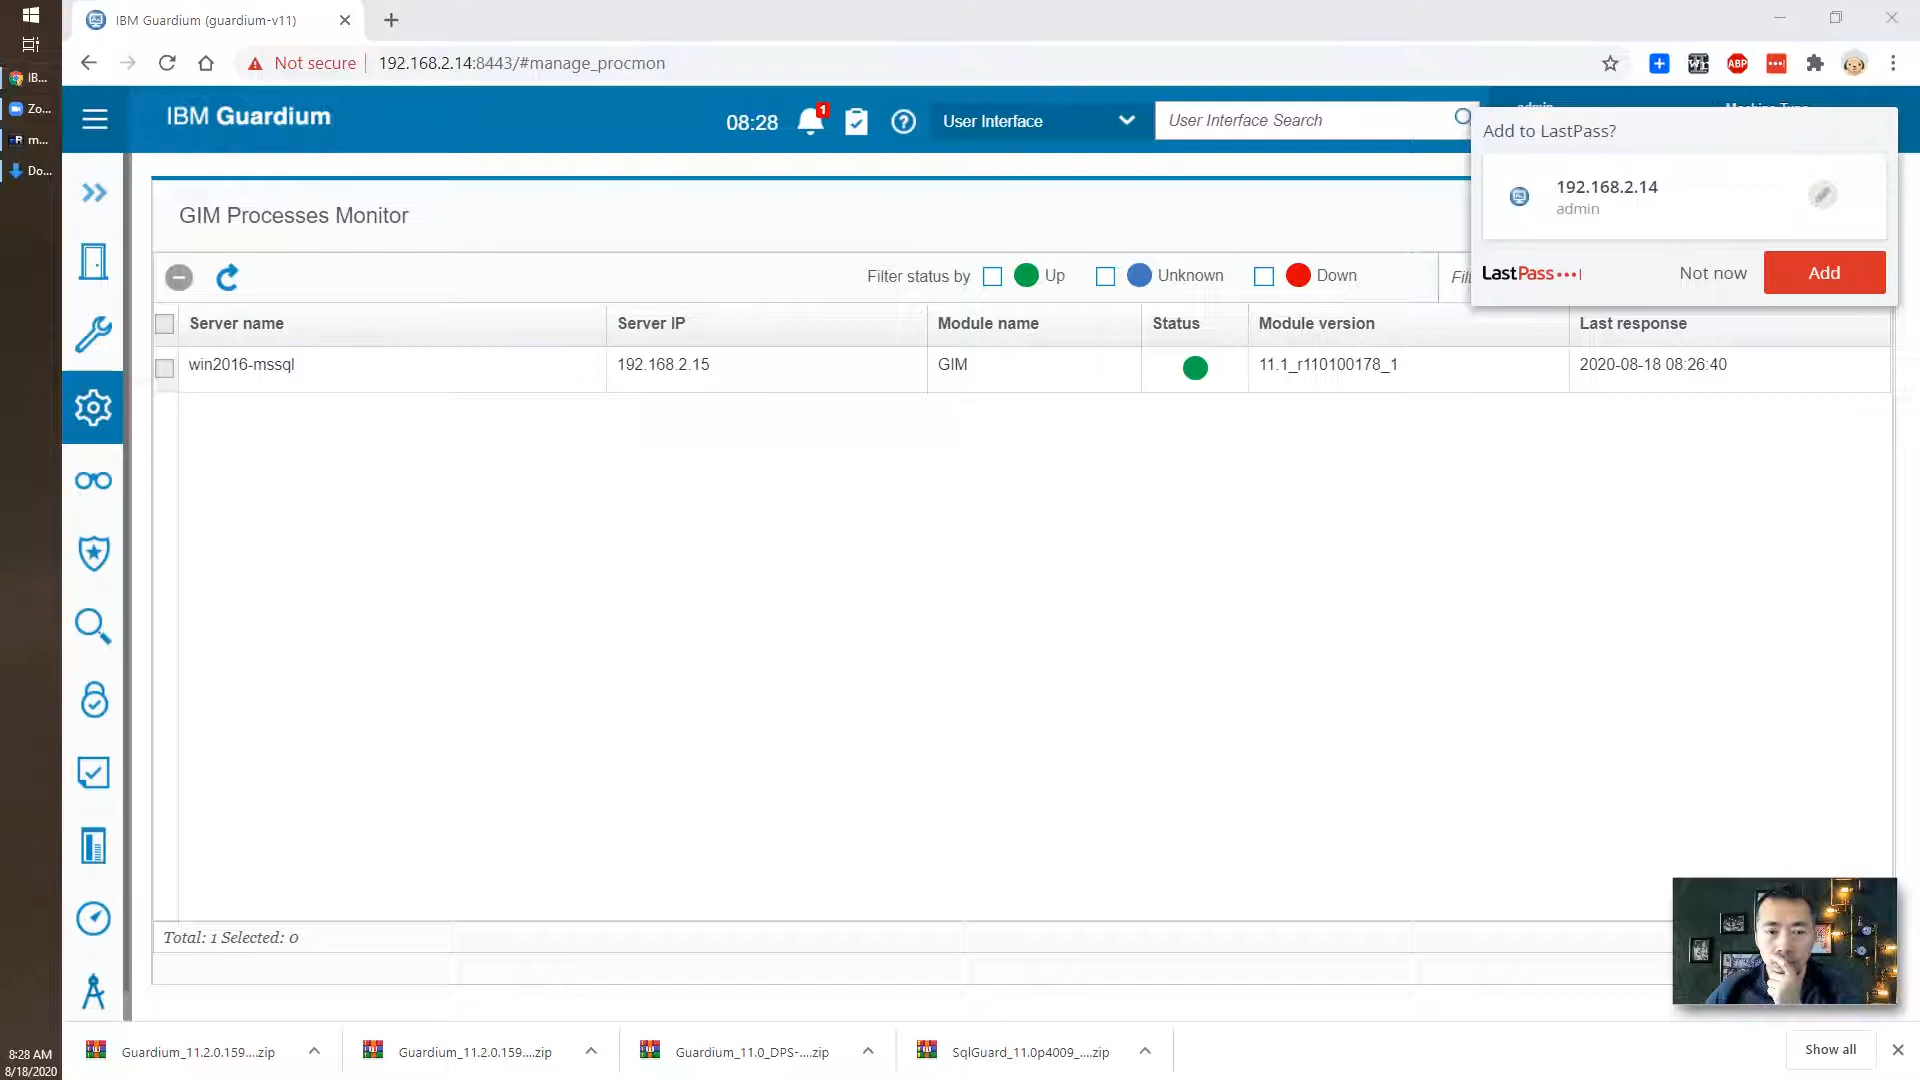 IBM Guardium (guardium-v11)
IB...
Zo...
m...
Do...
Not secure
192.168.2.14:8443/#manage_procmon
ABP
IBM Guardium
08:28
1
User Interface
User Interface Search
admin
Machine Type
Add to LastPass?
192.168.2.14
admin
LastPass
Not now
Add
GIM Processes Monitor
Filter status by
Up
Unknown
Down
Server name
Server IP
Module name
Status
Module version
Last response
win2016-mssql
192.168.2.15
GIM
11.1_r110100178_1
2020-08-18 08:26:40
Total: 1 Selected: 0
Guardium_11.2.0.159....zip
Guardium_11.2.0.159....zip
Guardium_11.0_DPS-....zip
SqlGuard_11.0p4009_....zip
Show all
8:28 AM
8/18/2020